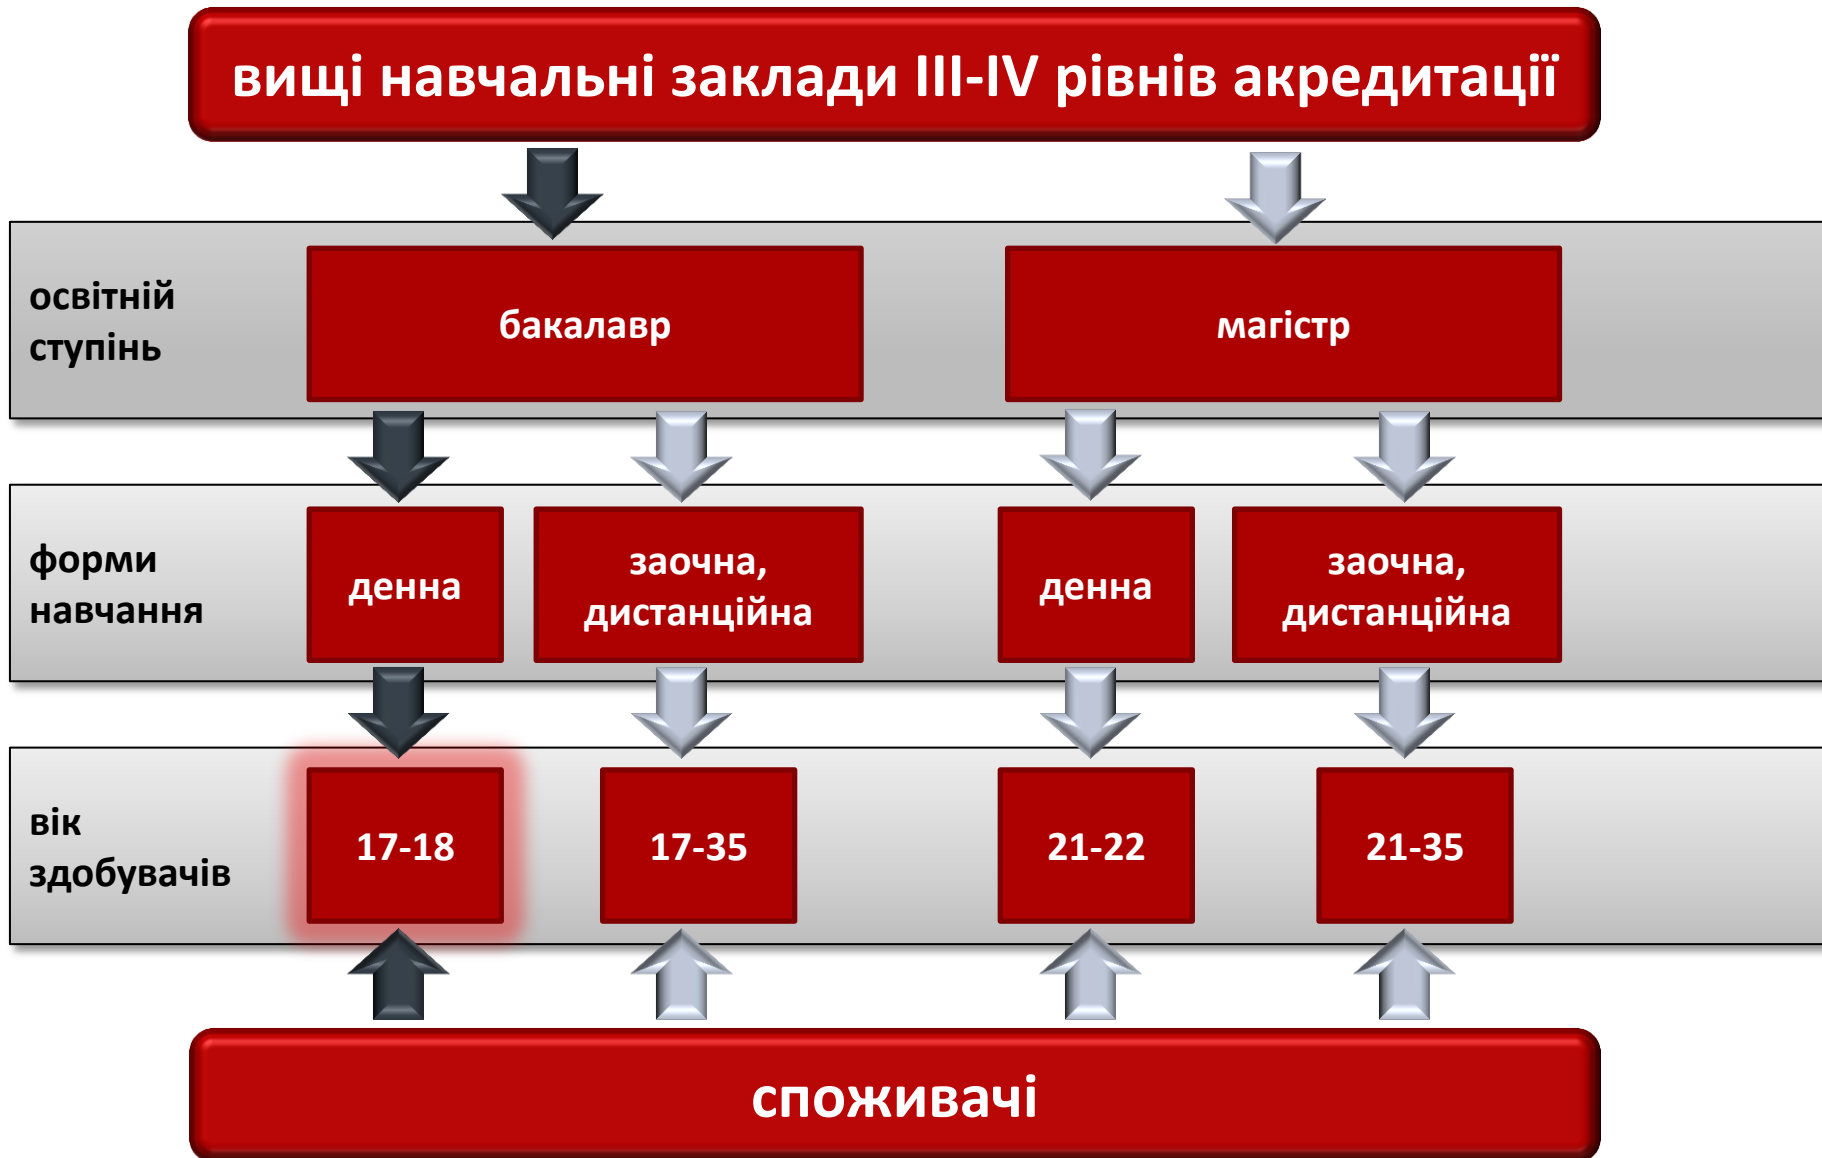 вищі навчальні заклади III-IV рівнів акредитації
освітній
ступінь
бакалавр
магістр
форми
навчання
денна
заочна,
дистанційна
денна
заочна,
дистанційна
вік
здобувачів
17-18
17-35
21-22
21-35
споживачі